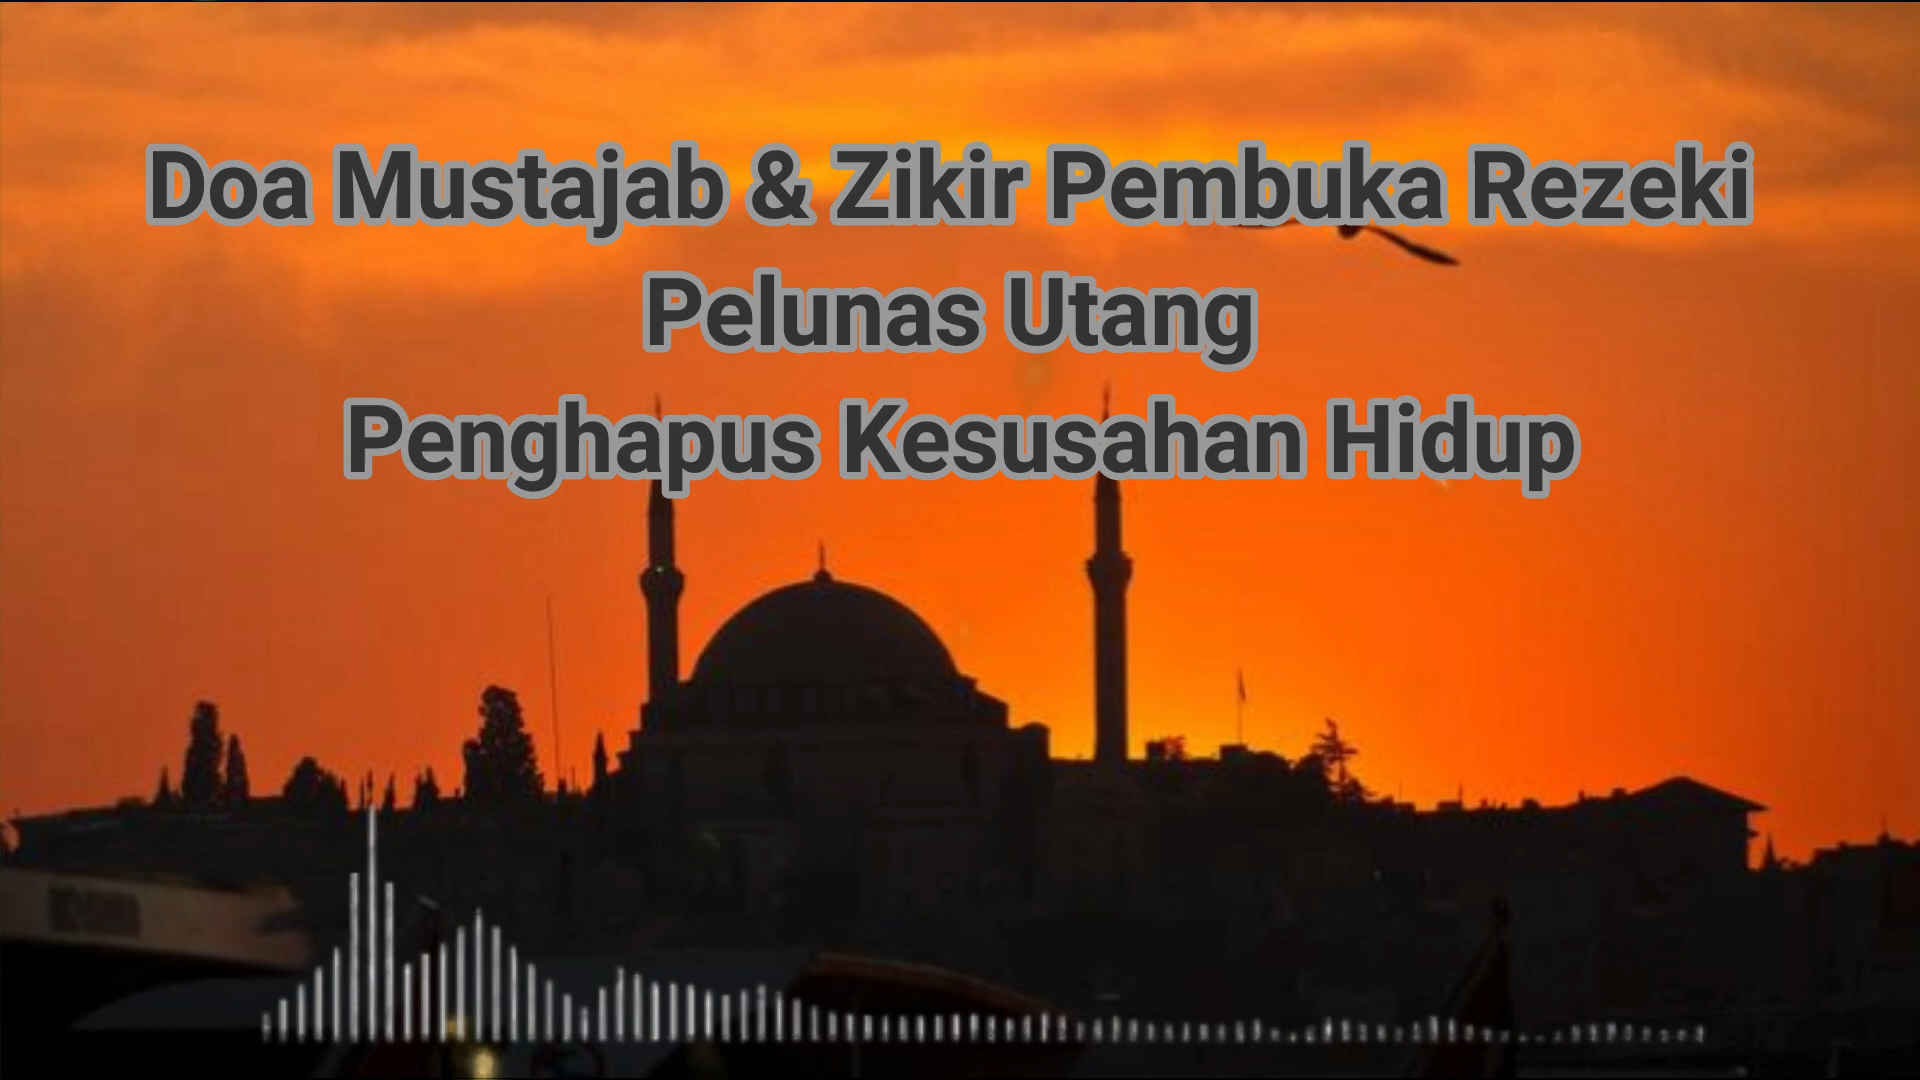 Doa Mustajab & Zikir Pembuka Rezeki
Pelunas Utang
Penghapus Kesusahan Hidup